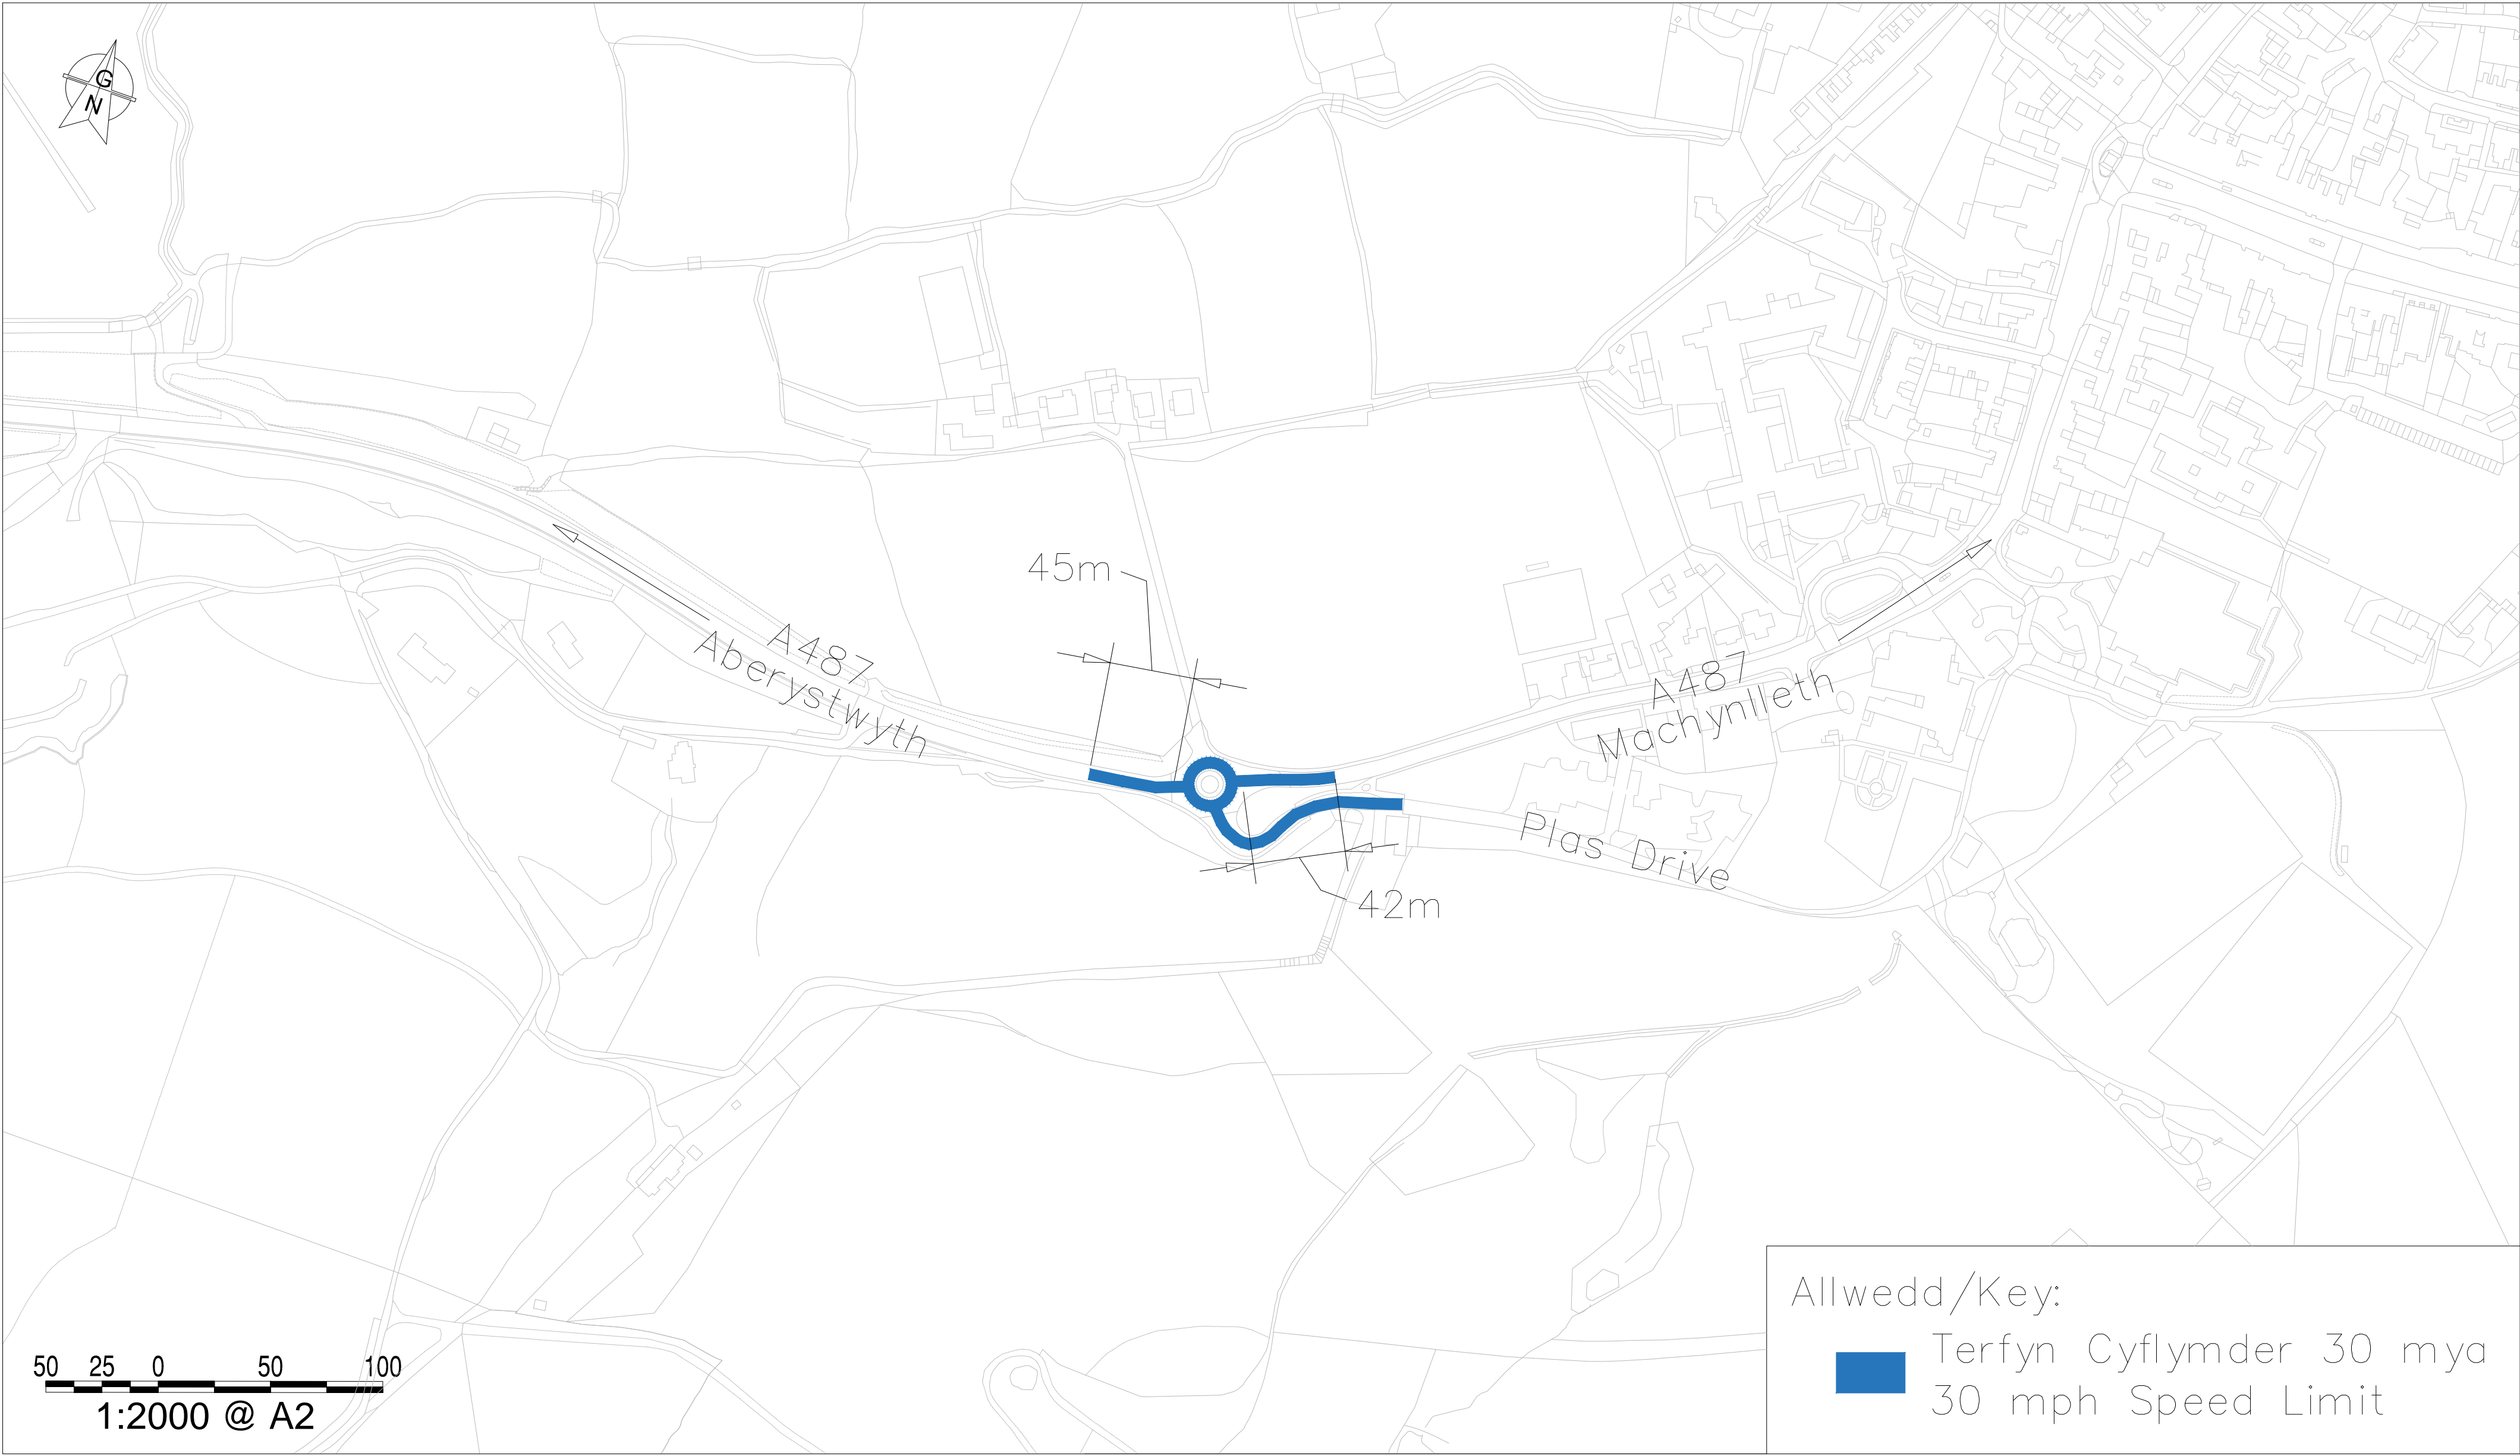 G
N
45m
A487
Aberystwyth
A487
Machynlleth
Plas Drive
42m
Allwedd/Key:
Terfyn Cyflymder 30 mya
30 mph Speed Limit
50 25 0 50 100
1:2000 @ A2